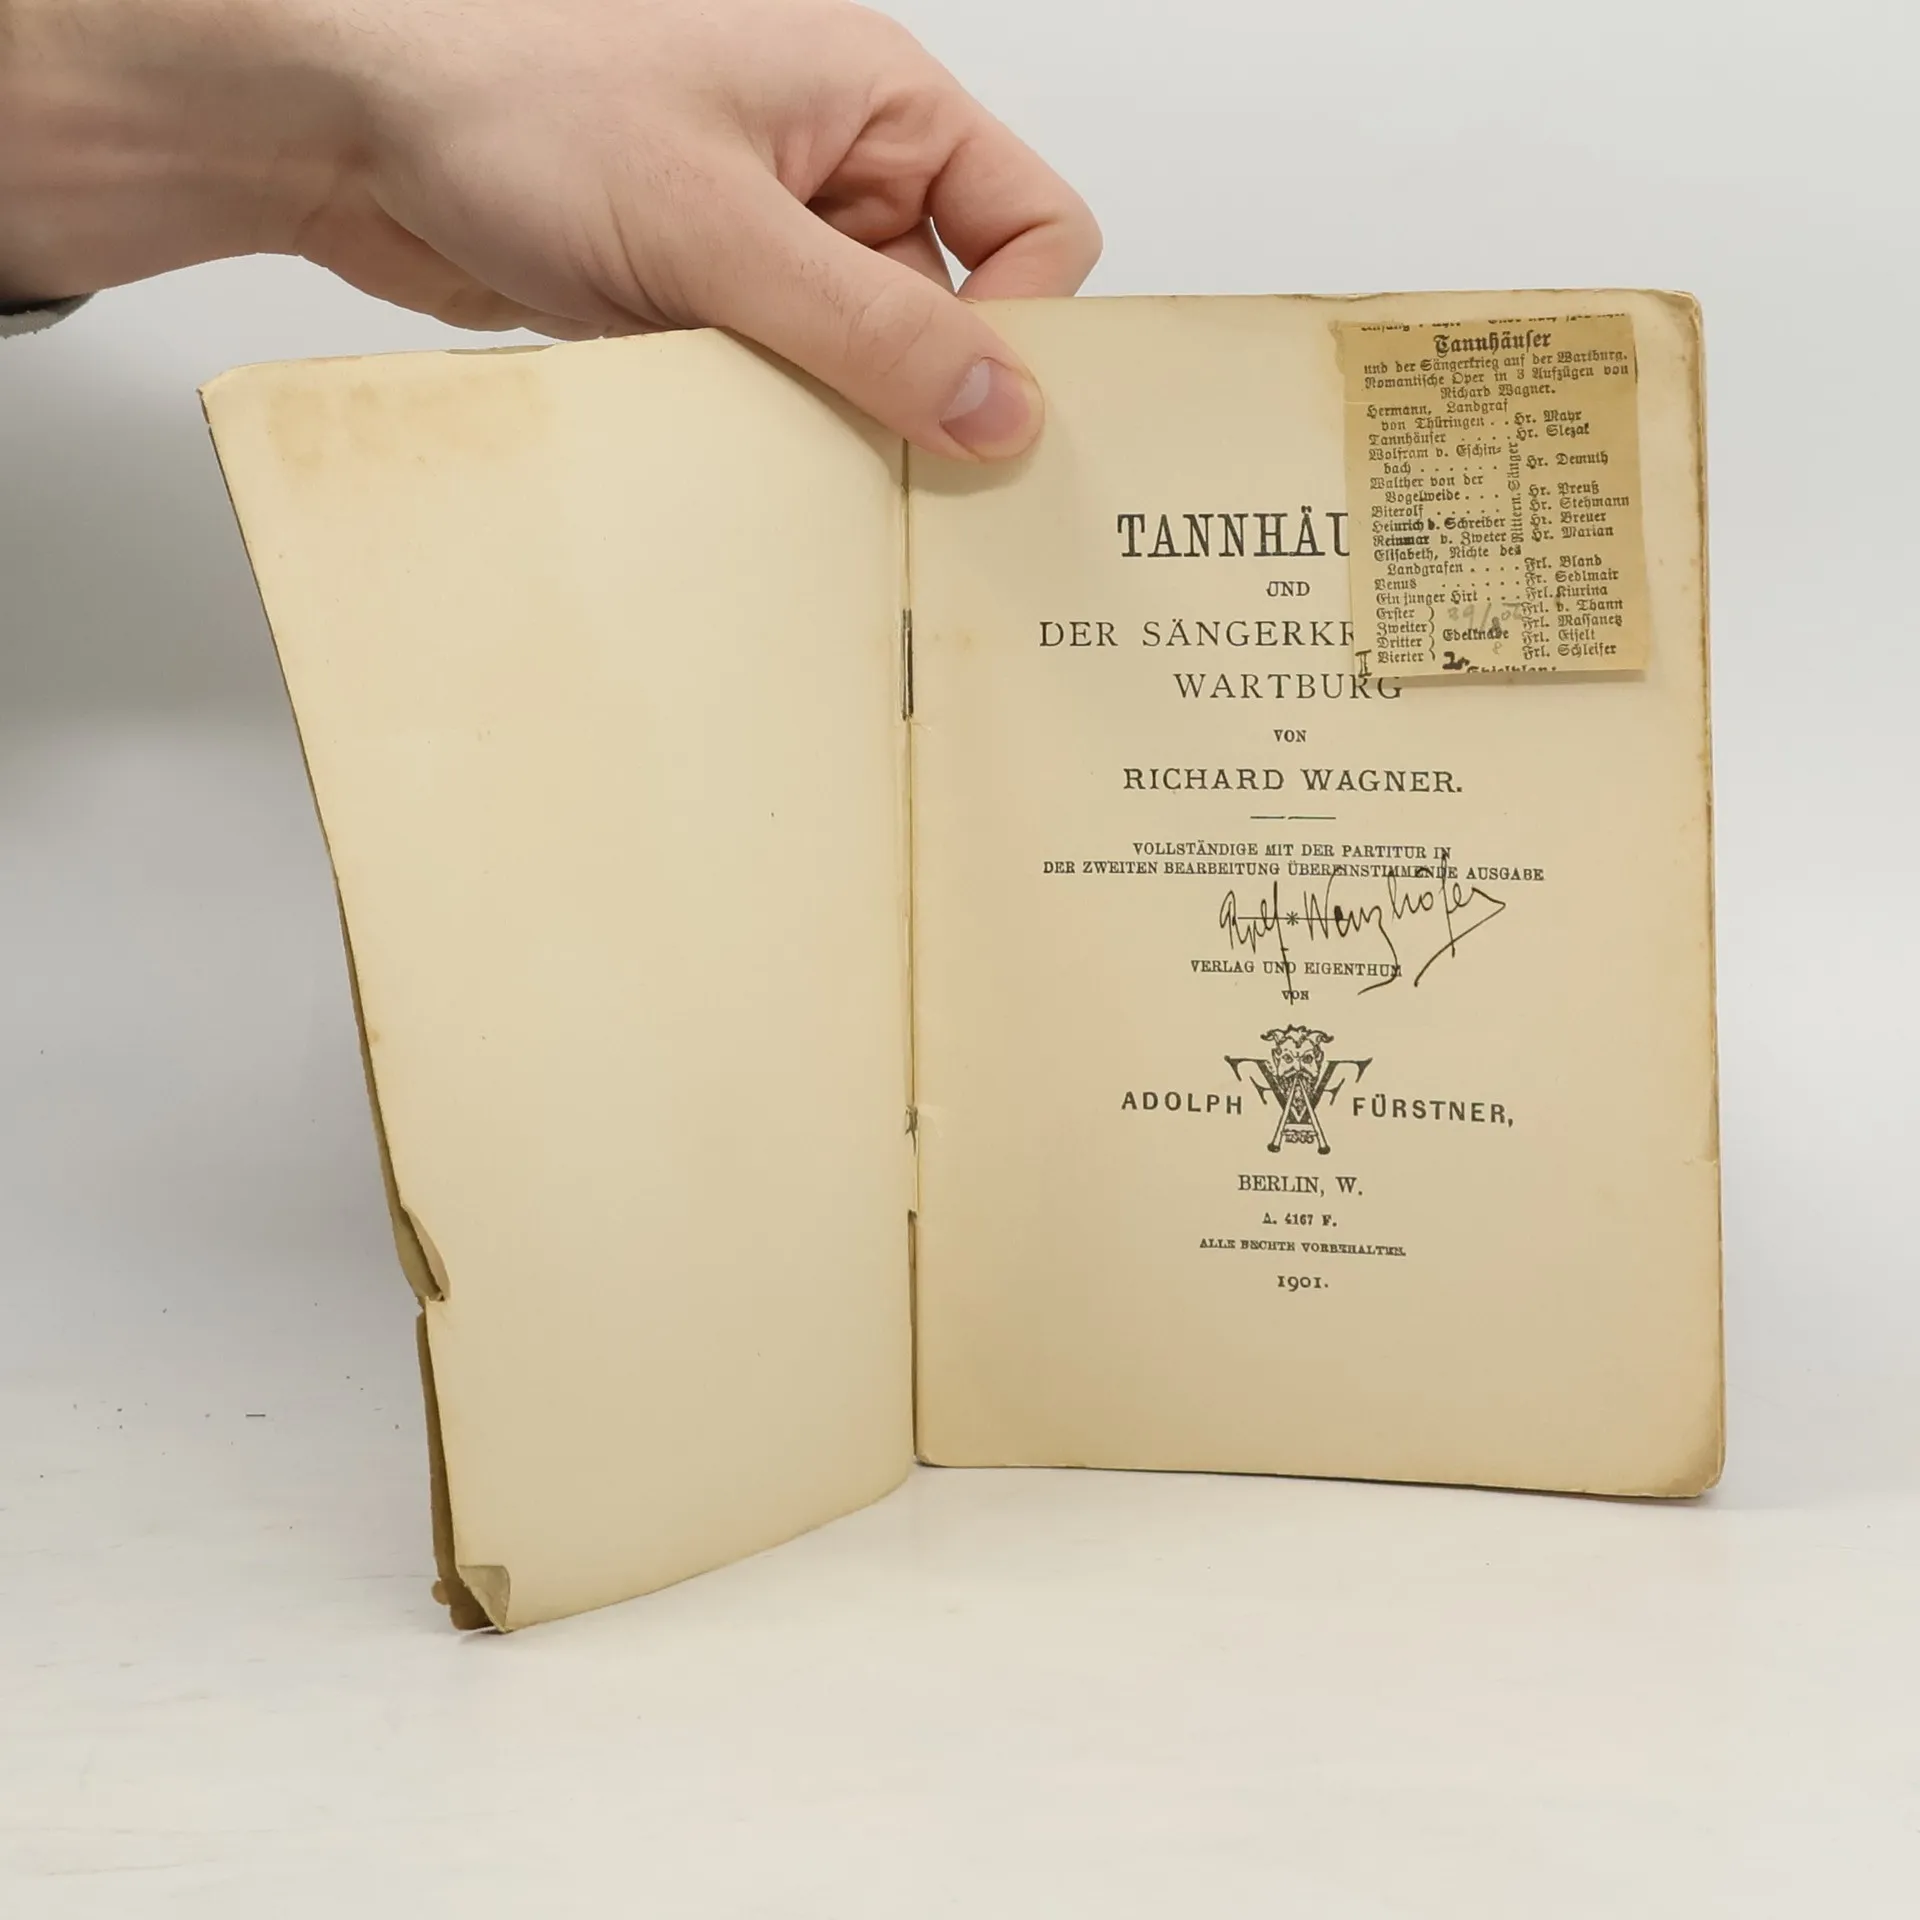 Tannhäuser
und der Sängerkrieg auf der Wartburg.
Romantische Oper in 3 Aufzügen von
Richard Wagner.
Hermann, Landgraf
von Thüringen . . Hr. Mayr
Tannhäuser . . . . Hr. Slezak
Wolfram v. Eschin-
bach . . . . . . Hr. Demuth
Walther von der
Vogelweide . . . Hr. Preuß
Biterolf . . . . . Hr. Stehmann
Heinrich d. Schreiber Hr. Breuer
Reinmar v. Zweter Hr. Marian
Elisabeth, Nichte des
Landgrafen . . . . Frl. Bland
Venus . . . . . . Fr. Sedlmair
Ein junger Hirt . . . Frl. Kiurina
Erster } Frl. v. Thann
Zweiter } Edelknabe Frl. Massanetz
Dritter } Frl. Eiselt
Vierter } Frl. Schleifer
II
Spielplan:
TANNHÄU
UND
DER SÄNGERKR
WARTBURG
VON
RICHARD WAGNER.
VOLLSTÄNDIGE MIT DER PARTITUR IN
DER ZWEITEN BEARBEITUNG ÜBEREINSTIMMENDE AUSGABE
*
VERLAG UND EIGENTHUM
VON
ADOLPH FÜRSTNER,
BERLIN, W.
A. 4167 F.
ALLE RECHTE VORBEHALTEN.
1901.